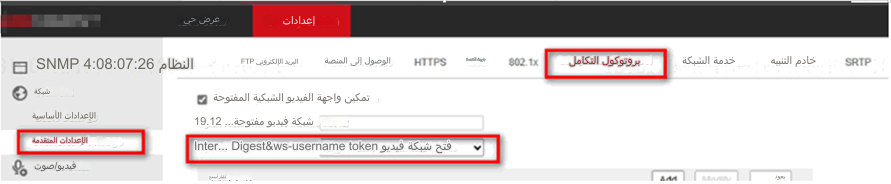 عرض حي إعدادات
النظام SNMP 4:08:07:26
FTP البريد الإلكتروني الوصول إلى المنصة HTTPS 802.1x بروتوكول التكامل خدمة الشبكة خادم التنبيه SRTP
شبكة
تمكين واجهة الفيديو الشبكية المفتوحة
الإعدادات الأساسية
شبكة فيديو مفتوحة... 19.12
الإعدادات المتقدمة
فتح شبكة فيديو Inter... Digest&ws-username token
فيديو/صوت
Add Modify